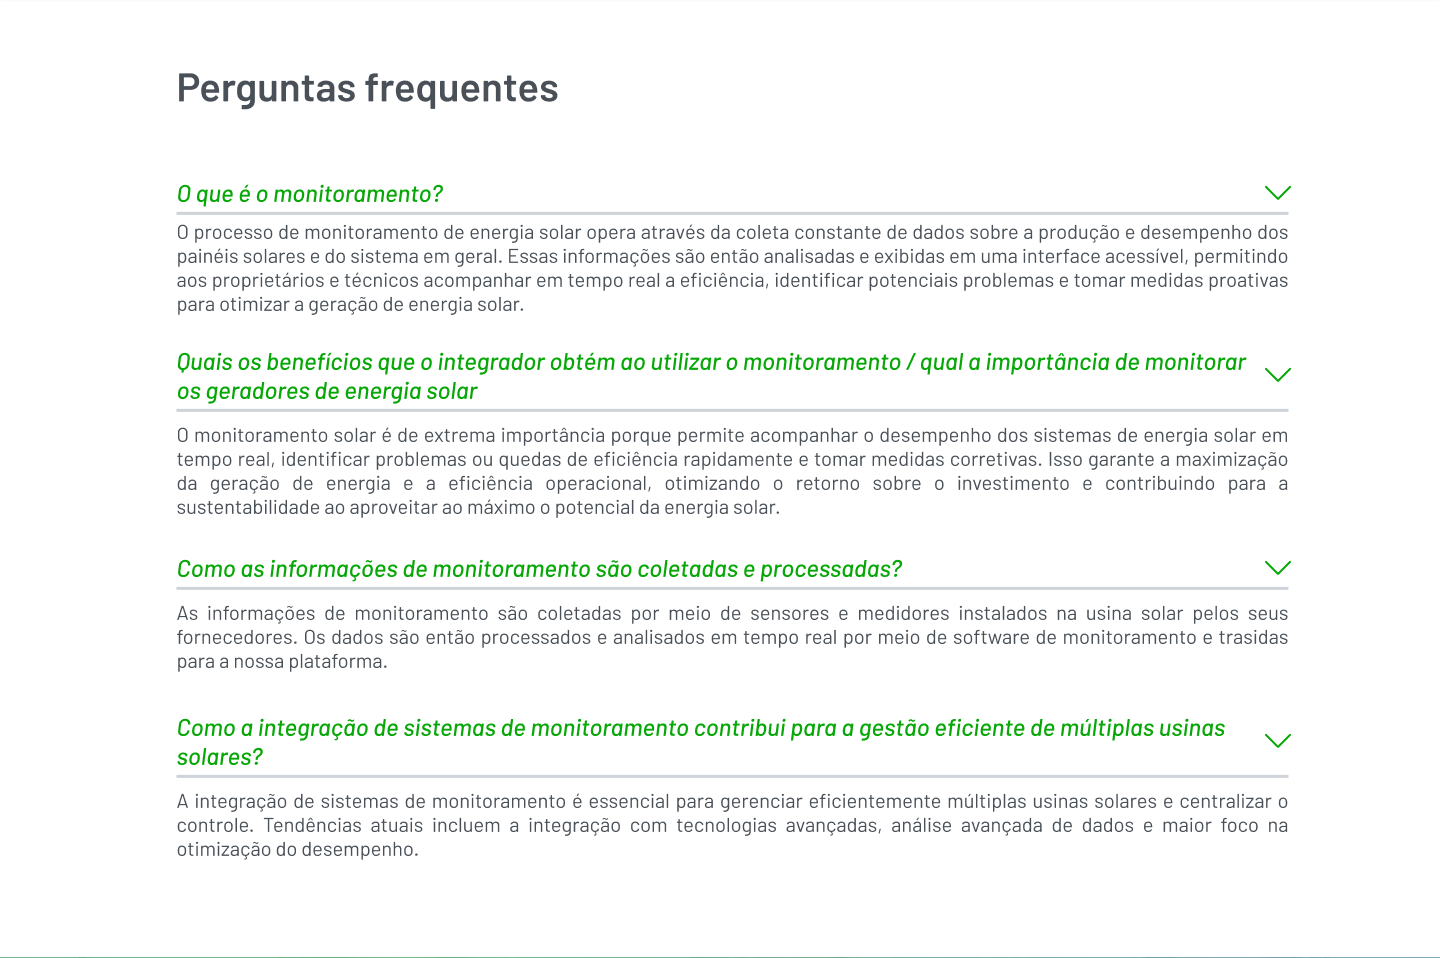 Perguntas frequentes
O que é o monitoramento?
O processo de monitoramento de energia solar opera através da coleta constante de dados sobre a produção e desempenho dos
painéis solares e do sistema em geral. Essas informações são então analisadas e exibidas em uma interface acessível, permitindo
aos proprietários e técnicos acompanhar em tempo real a eficiência, identificar potenciais problemas e tomar medidas proativas
para otimizar a geração de energia solar.
Quais os benefícios que o integrador obtém ao utilizar o monitoramento / qual a importância de monitorar
os geradores de energia solar
O monitoramento solar é de extrema importância porque permite acompanhar o desempenho dos sistemas de energia solar em
tempo real, identificar problemas ou quedas de eficiência rapidamente e tomar medidas corretivas. Isso garante a maximização
da geração de energia e a eficiência operacional, otimizando o retorno sobre o investimento e contribuindo para a
sustentabilidade ao aproveitar ao máximo o potencial da energia solar.
Como as informações de monitoramento são coletadas e processadas?
As informações de monitoramento são coletadas por meio de sensores e medidores instalados na usina solar pelos seus
fornecedores. Os dados são então processados e analisados em tempo real por meio de software de monitoramento e trasidas
para a nossa plataforma.
Como a integração de sistemas de monitoramento contribui para a gestão eficiente de múltiplas usinas
solares?
A integração de sistemas de monitoramento é essencial para gerenciar eficientemente múltiplas usinas solares e centralizar o
controle. Tendências atuais incluem a integração com tecnologias avançadas, análise avançada de dados e maior foco na
otimização do desempenho.